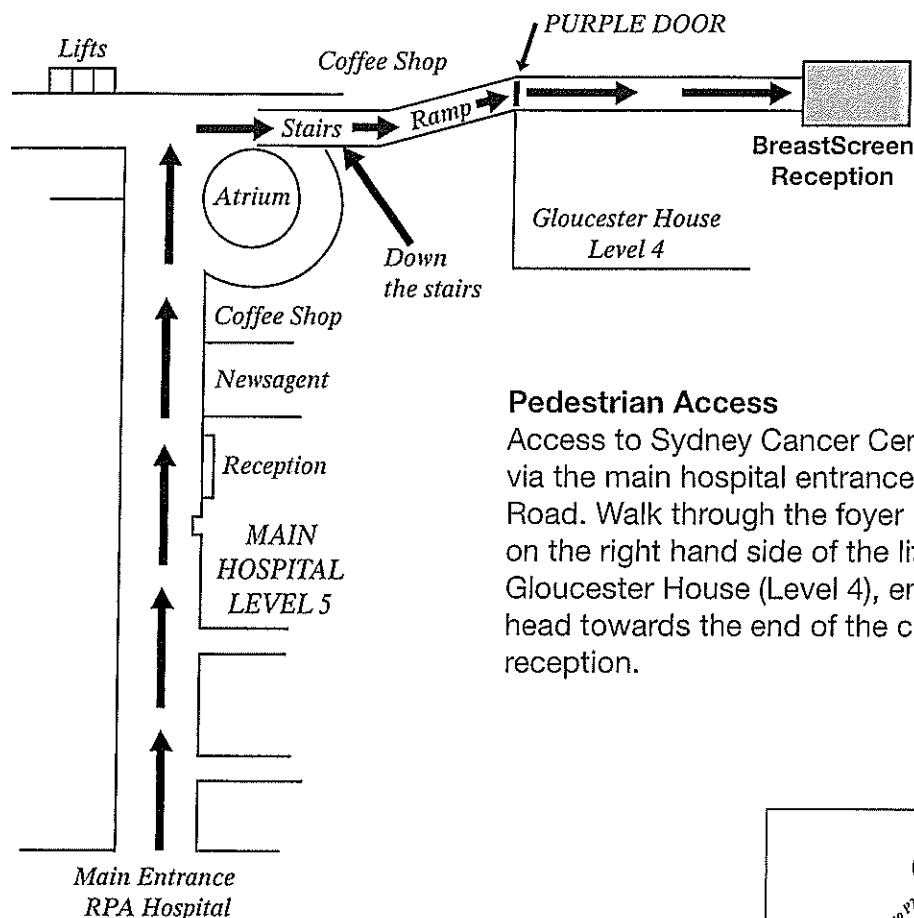 PURPLE DOOR
Lifts
Coffee Shop
Stairs
Ramp
BreastScreen
Reception
Atrium
Gloucester House
Level 4
Down
the stairs
Coffee Shop
Newsagent
Reception
MAIN
HOSPITAL
LEVEL 5
Main Entrance
RPA Hospital
Pedestrian Access
Access to Sydney Cancer Cen
via the main hospital entrance
Road. Walk through the foyer
on the right hand side of the li
Gloucester House (Level 4), en
head towards the end of the c
reception.